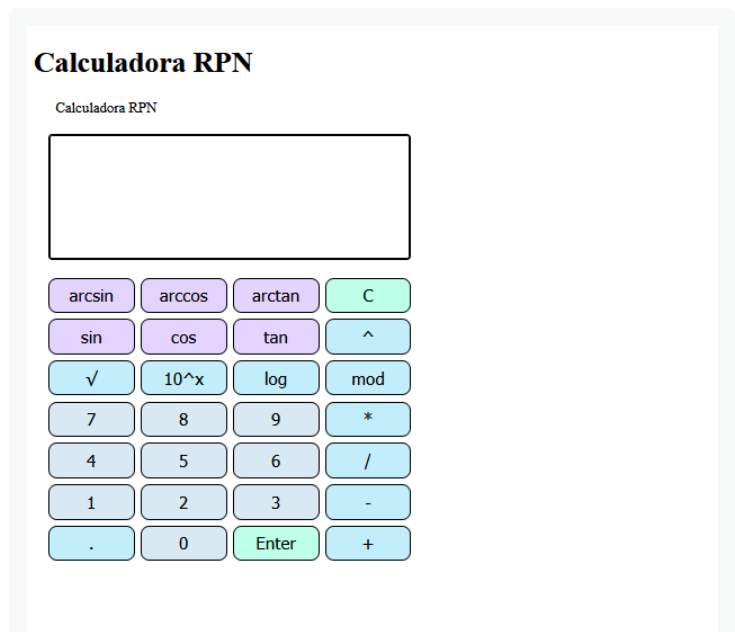 Calculadora RPN
Calculadora RPN
arcsin arccos arctan C
sin cos tan ^
√ 10^x log mod
7 8 9 *
4 5 6 /
1 2 3 -
. 0 Enter +